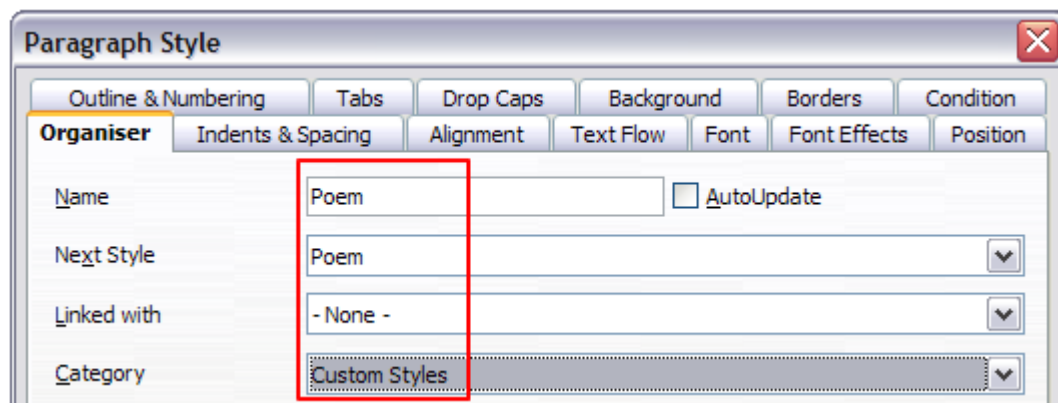 Paragraph Style
Outline & Numbering Tabs Drop Caps Background Borders Condition
Organiser Indents & Spacing Alignment Text Flow Font Font Effects Position
Name Poem AutoUpdate
Next Style Poem
Linked with - None -
Category Custom Styles